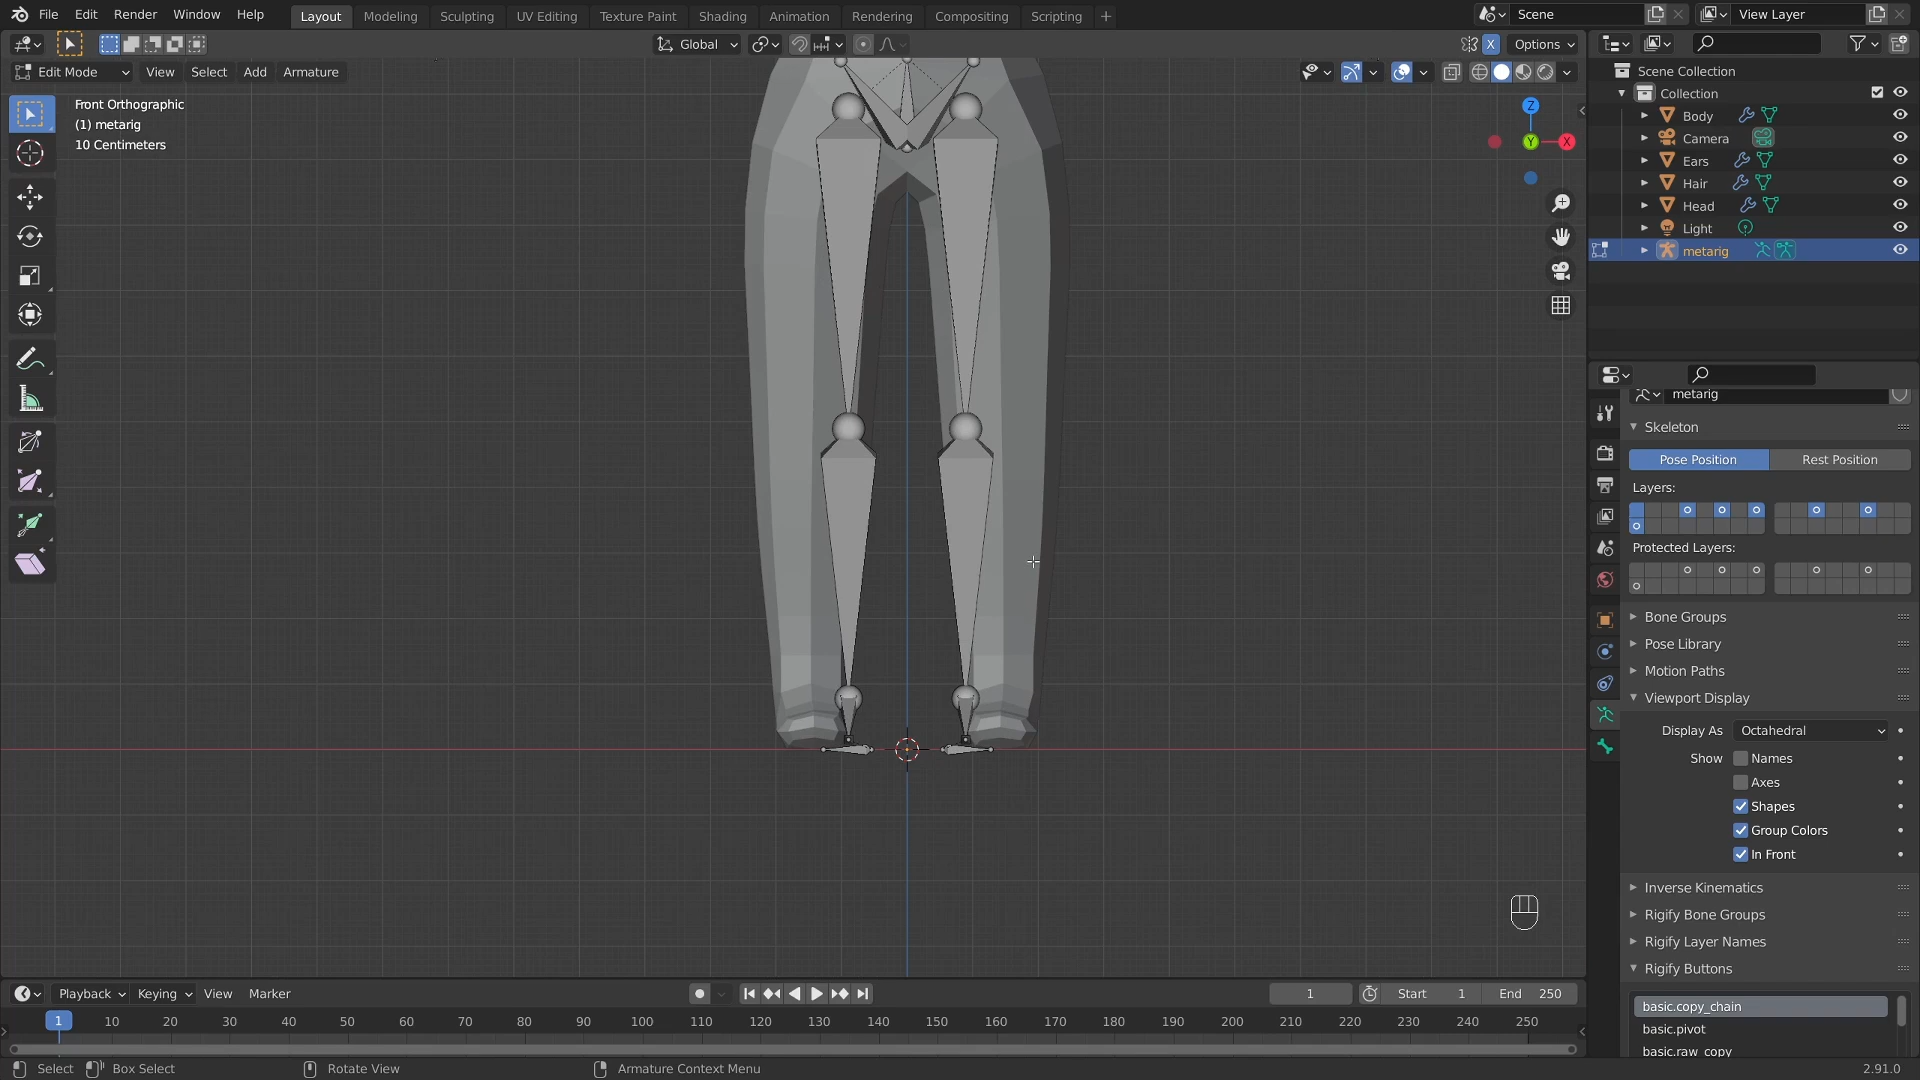 File Edit Render Window Help Layout Modeling Sculpting UV Editing Texture Paint Shading Animation Rendering Compositing Scripting + Scene View Layer
Global X Options
Edit Mode View Select Add Armature
Front Orthographic
(1) metarig
10 Centimeters
Z
Y
X
Scene Collection
Collection
Body
Camera
Ears
Hair
Head
Light
metarig
metarig
Skeleton
Pose Position Rest Position
Layers:
Protected Layers:
Bone Groups
Pose Library
Motion Paths
Viewport Display
Display As Octahedral
Show Names
Axes
Shapes
Group Colors
In Front
Inverse Kinematics
Rigify Bone Groups
Rigify Layer Names
Rigify Buttons
basic.copy_chain
basic.pivot
basic.raw_copy
Playback Keying View Marker 1 Start 1 End 250
1 10 20 30 40 50 60 70 80 90 100 110 120 130 140 150 160 170 180 190 200 210 220 230 240 250
Select Box Select Rotate View Armature Context Menu 2.91.0